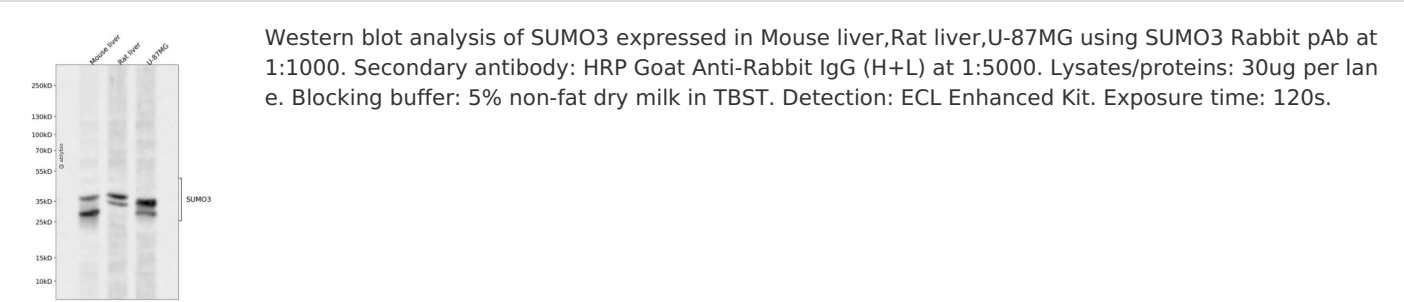 Mouse liver
Rat liver
U-87MG
250kD
130kD
100kD
70kD
55kD
35kD
25kD
15kD
10kD
@ ablybio
SUMO3
Western blot analysis of SUMO3 expressed in Mouse liver,Rat liver,U-87MG using SUMO3 Rabbit pAb at
1:1000. Secondary antibody: HRP Goat Anti-Rabbit IgG (H+L) at 1:5000. Lysates/proteins: 30ug per lan
e. Blocking buffer: 5% non-fat dry milk in TBST. Detection: ECL Enhanced Kit. Exposure time: 120s.